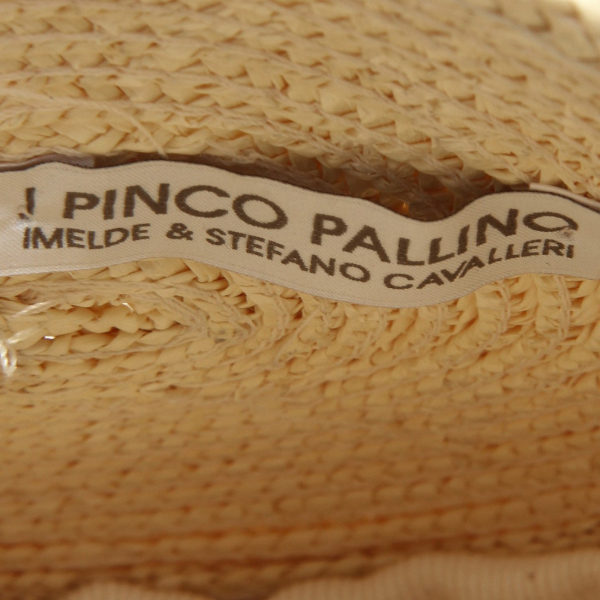 I PINCO PALLINO
IMELDE & STEFANO CAVALLERI